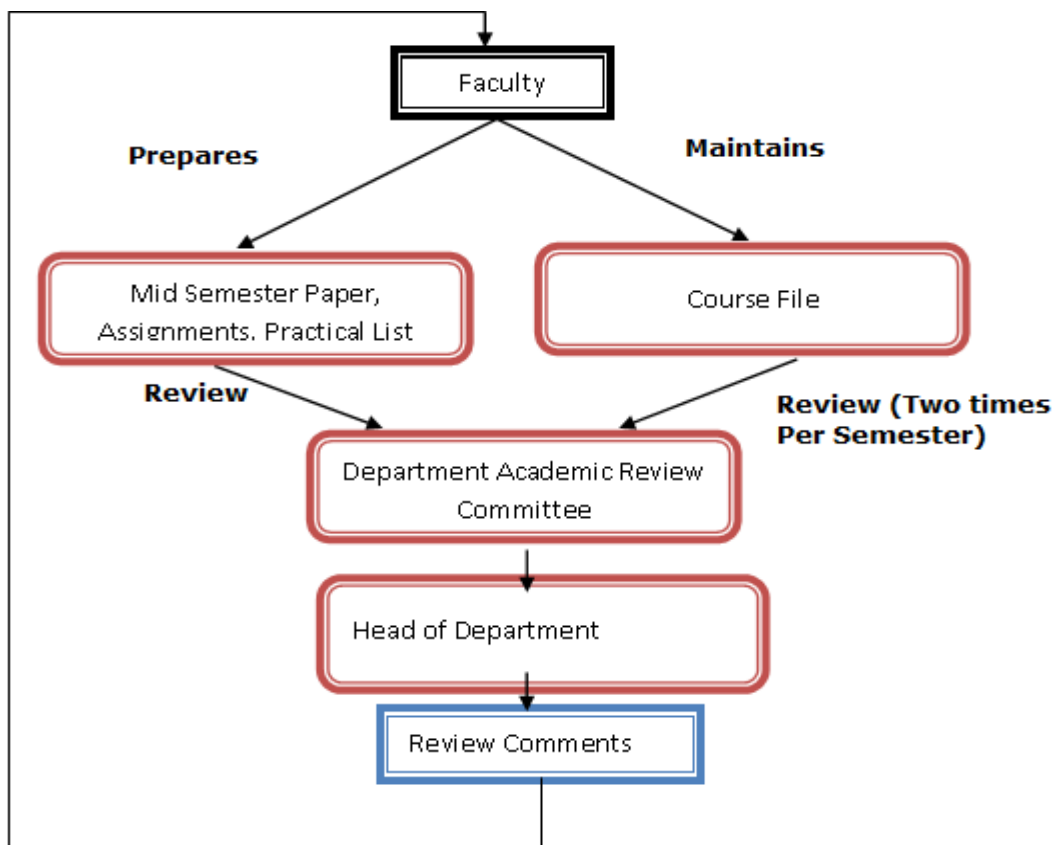 Faculty
Prepares
Maintains
Mid Semester Paper,
Assignments. Practical List
Course File
Review
Review (Two times
Per Semester)
Department Academic Review
Committee
Head of Department
Review Comments